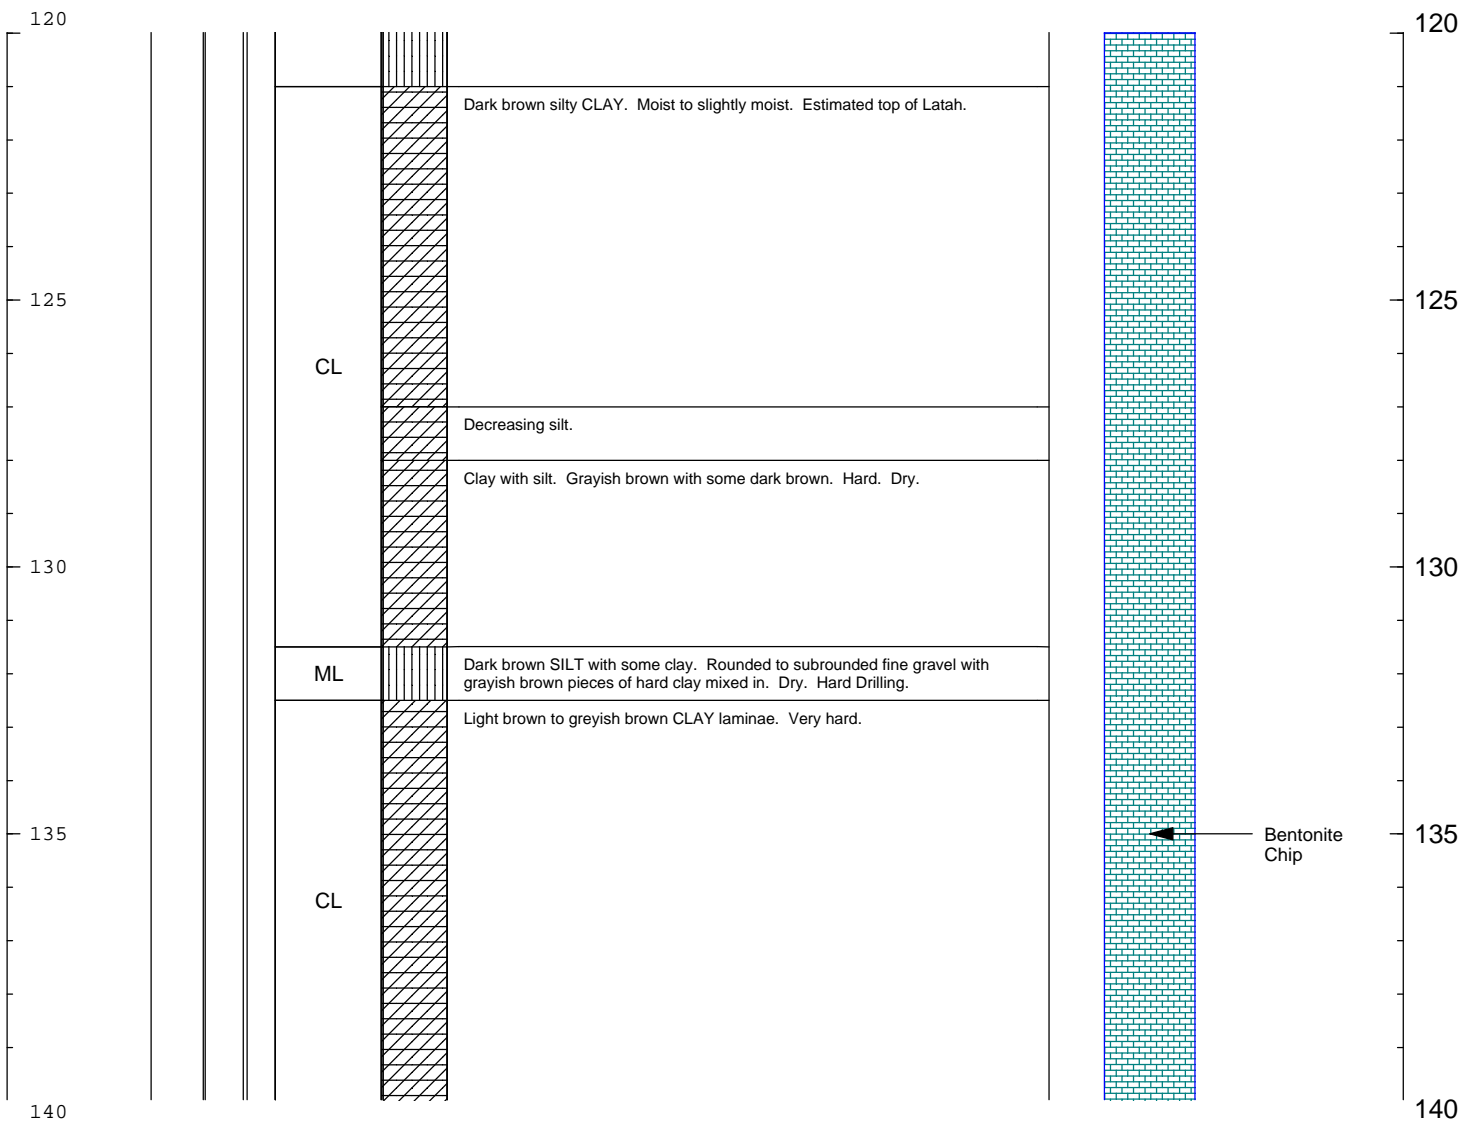 120
120
Dark brown silty CLAY.  Moist to slightly moist.  Estimated top of Latah.
125
125
CL
Decreasing silt.
Clay with silt.  Grayish brown with some dark brown.  Hard.  Dry.
130
130
ML
Dark brown SILT with some clay.  Rounded to subrounded fine gravel with
grayish brown pieces of hard clay mixed in.  Dry.  Hard Drilling.
Light brown to greyish brown CLAY laminae.  Very hard.
135
Bentonite
Chip
135
CL
140
140